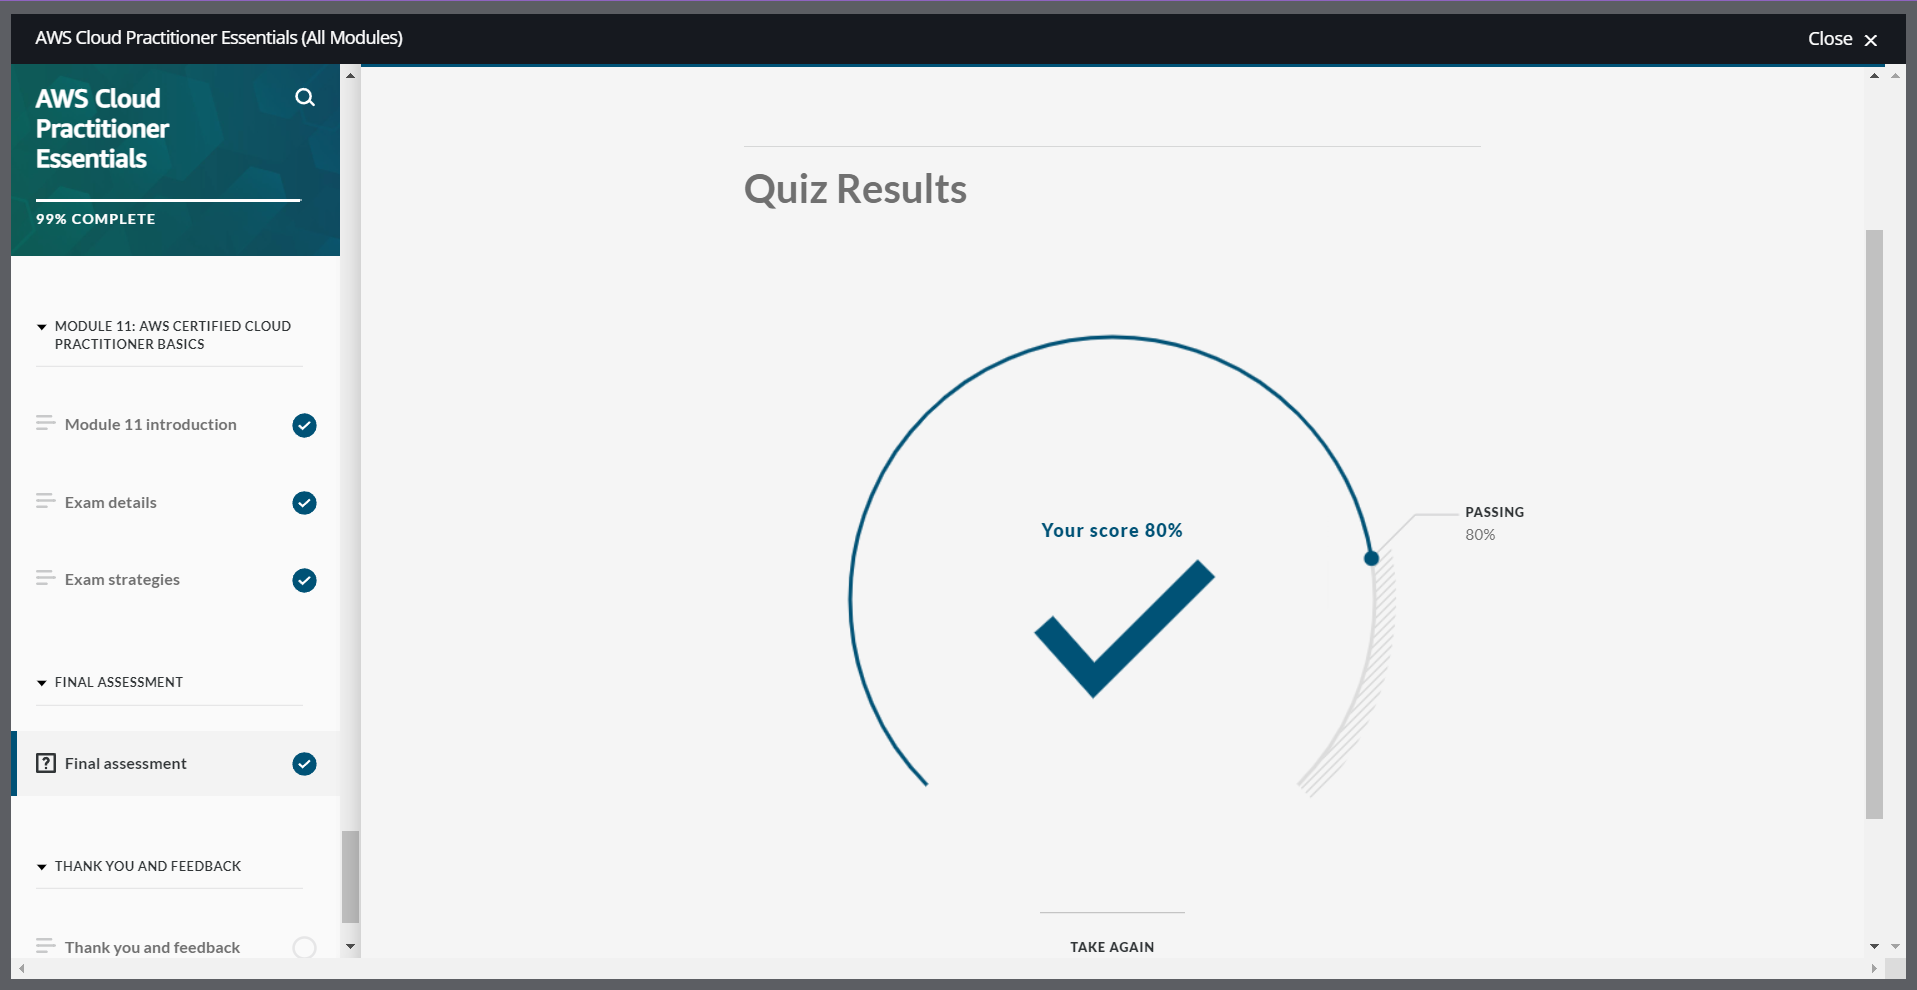 AWS Cloud Practitioner Essentials (All Modules)
Close
AWS Cloud
Practitioner
Essentials
99% COMPLETE
MODULE 11: AWS CERTIFIED CLOUD
PRACTITIONER BASICS
Module 11 introduction
Exam details
Exam strategies
FINAL ASSESSMENT
Final assessment
THANK YOU AND FEEDBACK
Thank you and feedback
Quiz Results
Your score 80%
PASSING
80%
TAKE AGAIN